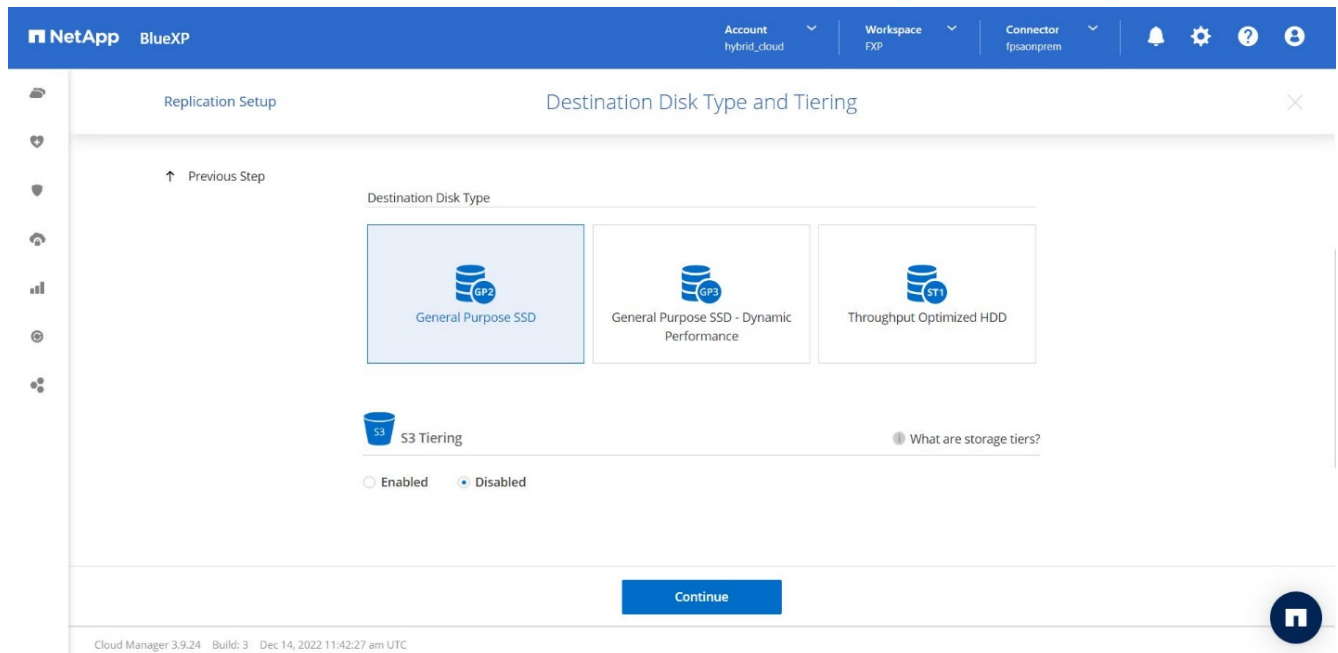 NetApp BlueXP
Account
hybrid_cloud
Workspace
FXP
Connector
fpsaonprem
Replication Setup
Destination Disk Type and Tiering
↑ Previous Step
Destination Disk Type
GP2
General Purpose SSD
GP3
General Purpose SSD - Dynamic
Performance
ST1
Throughput Optimized HDD
S3
S3 Tiering
What are storage tiers?
Enabled
Disabled
Continue
Cloud Manager 3.9.24 Build: 3 Dec 14, 2022 11:42:27 am UTC